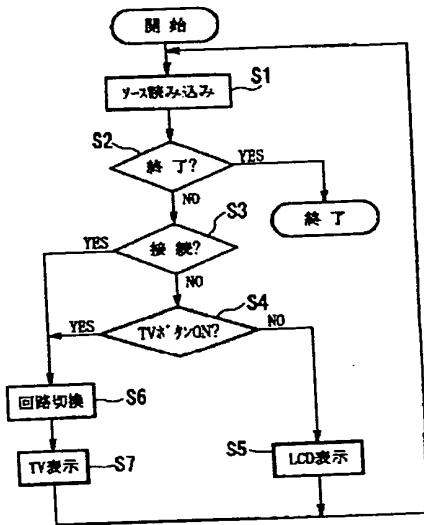 開始
ソース読み込み
S1
S2
終了?
YES
NO
終了
S3
接続?
YES
NO
S4
TVボタンON?
YES
NO
回路切換
S6
TV表示
S7
S5
LCD表示